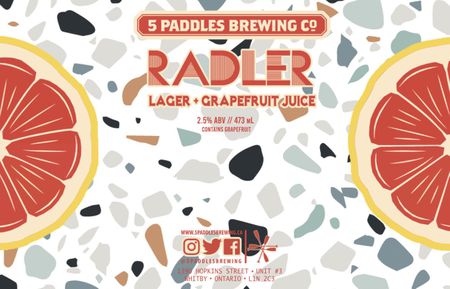 5 PADDLES BREWING CO
RADLER
LAGER + GRAPEFRUIT JUICE
2.5% ABV // 473 mL
CONTAINS GRAPEFRUIT
WWW.5PADDLESBREWING.CA
@5PADDLESBREWING
1390 HOPKINS STREET • UNIT #3
WHITBY • ONTARIO • L1N 2C3